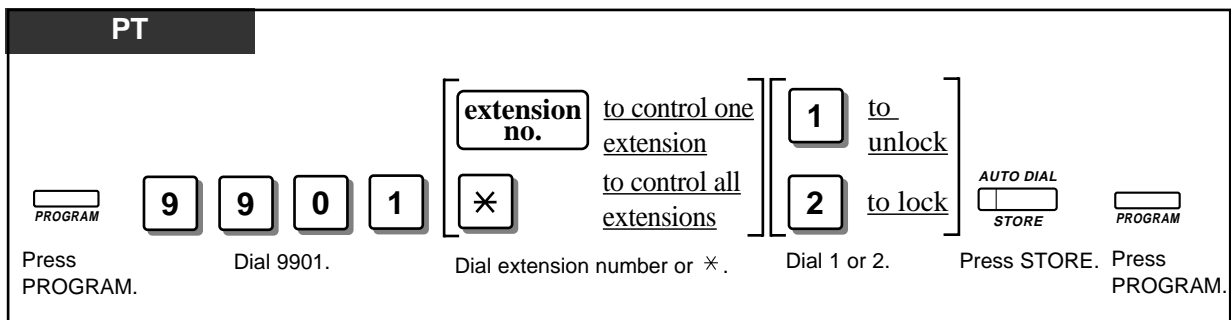 PT
extension
no.
to control one
extension
to control all
extensions
1
to
unlock
2
to lock
PROGRAM
9 9 0 1
*
AUTO DIAL
STORE
PROGRAM
Press
PROGRAM.
Dial 9901.
Dial extension number or *.
Dial 1 or 2.
Press STORE.
Press
PROGRAM.